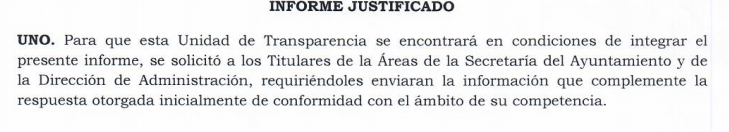 INFORME JUSTIFICADO
UNO. Para que esta Unidad de Transparencia se encontrará en condiciones de integrar el
presente informe, se solicitó a los Titulares de la Áreas de la Secretaría del Ayuntamiento y de
la Dirección de Administración, requiriéndoles enviaran la información que complemente la
respuesta otorgada inicialmente de conformidad con el ámbito de su competencia.